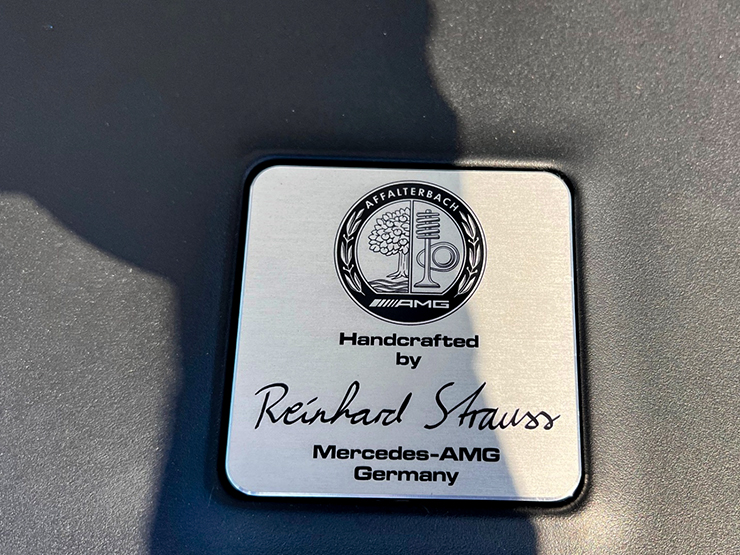 AFFALTERBACH
AMG
Handcrafted
by
Reinhard Strauss
Mercedes-AMG
Germany